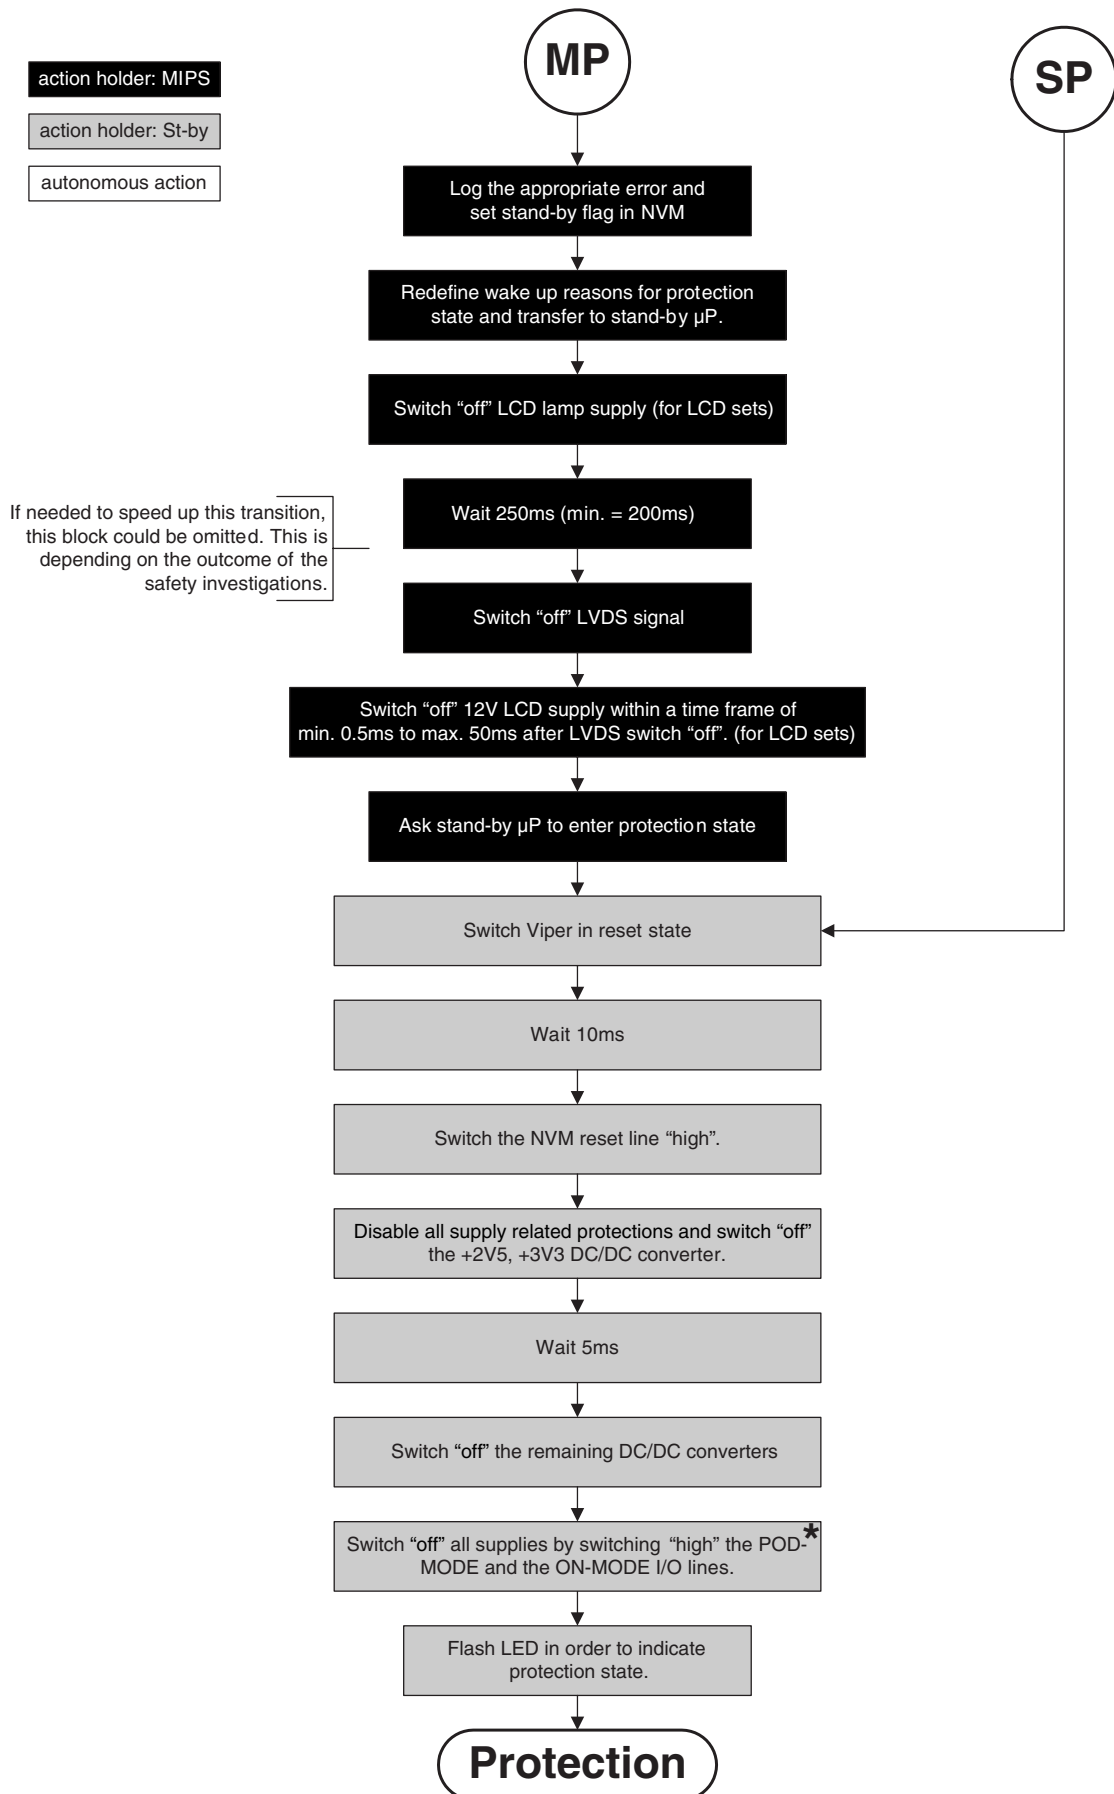 MP
SP
action holder: MIPS
action holder: St-by
autonomous action
Log the appropriate error and
set stand-by flag in NVM
Redefine wake up reasons for protection
state and transfer to stand-by µP.
Switch “off” LCD lamp supply (for LCD sets)
If needed to speed up this transition,
this block could be omitted. This is
depending on the outcome of the
safety investigations.
Wait 250ms (min. = 200ms)
Switch “off” LVDS signal
Switch “off” 12V LCD supply within a time frame of
min. 0.5ms to max. 50ms after LVDS switch “off”. (for LCD sets)
Ask stand-by µP to enter protection state
Switch Viper in reset state
Wait 10ms
Switch the NVM reset line “high”.
Disable all supply related protections and switch “off”
the +2V5, +3V3 DC/DC converter.
Wait 5ms
Switch “off” the remaining DC/DC converters
Switch “off” all supplies by switching “high” the POD-*
MODE and the ON-MODE I/O lines.
Flash LED in order to indicate
protection state.
Protection